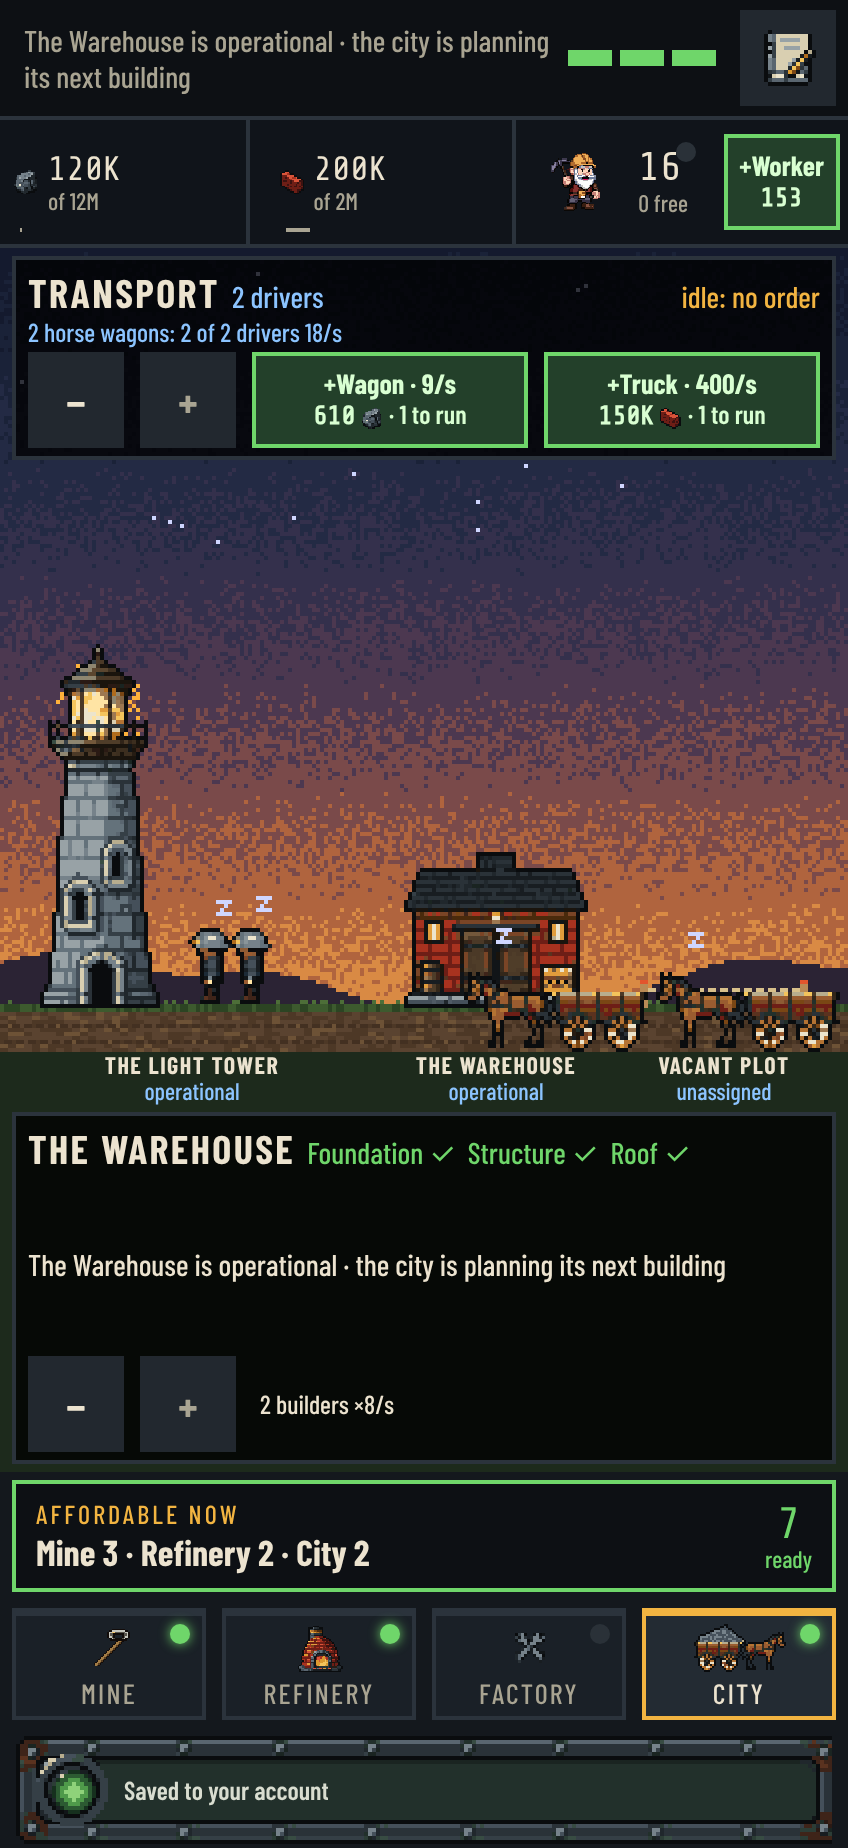 The Warehouse is operational · the city is planning
its next building
120K
of 12M
200K
of 2M
16
0 free
+Worker
153
TRANSPORT 2 drivers
idle: no order
2 horse wagons: 2 of 2 drivers 18/s
−
+
+Wagon · 9/s
610 · 1 to run
+Truck · 400/s
150K · 1 to run
z z
z
z
THE LIGHT TOWER
operational
THE WAREHOUSE
operational
VACANT PLOT
unassigned
THE WAREHOUSE Foundation ✓ Structure ✓ Roof ✓
The Warehouse is operational · the city is planning its next building
−
+
2 builders ×8/s
AFFORDABLE NOW
Mine 3 · Refinery 2 · City 2
7
ready
MINE
REFINERY
FACTORY
CITY
Saved to your account